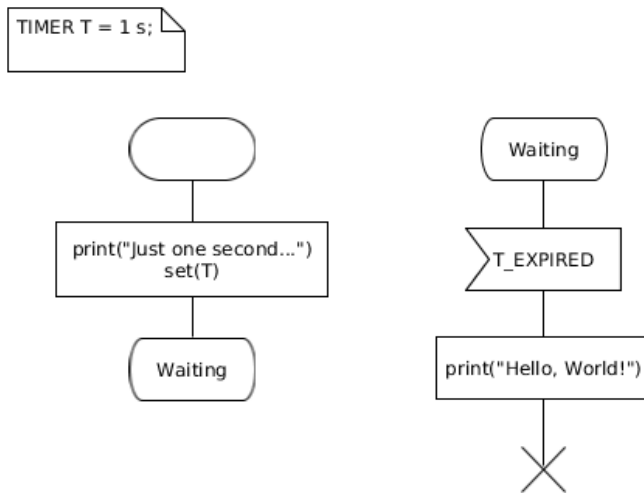 TIMER T = 1 s;
print("Just one second...")
set(T)
Waiting
Waiting
T_EXPIRED
print("Hello, World!")